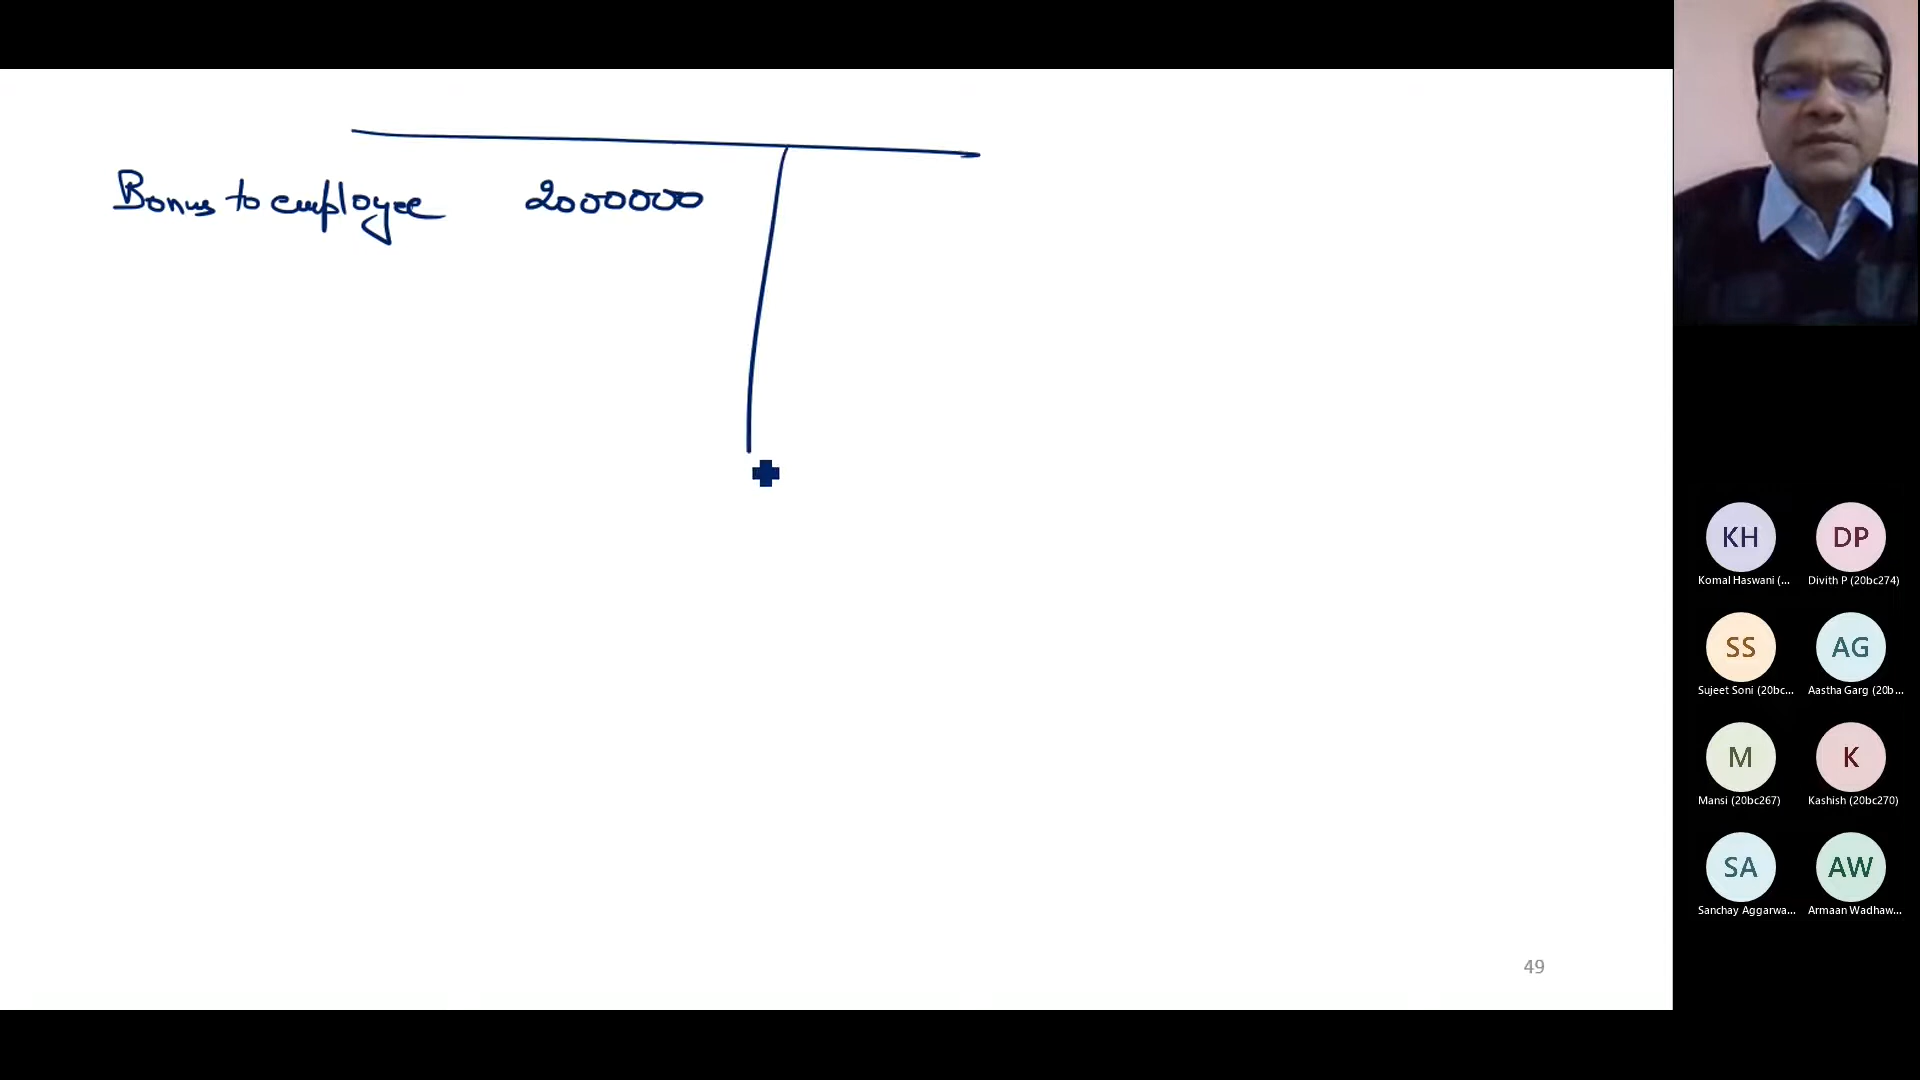 Bonus to employee 2000000
49
KH
DP
Komal Haswani (...
Divith P (20bc274)
SS
AG
Sujeet Soni (20bc...
Aastha Garg (20b...
M
K
Mansi (20bc267)
Kashish (20bc270)
SA
AW
Sanchay Aggarwa...
Armaan Wadhaw...